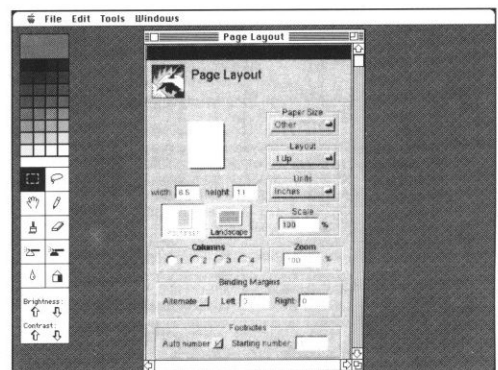 File Edit Tools Windows
Page Layout
Page Layout
Paper Size
Other
Layout
1 Up
Units
width 8.5 height 11 Inches
Scale
100 %
Landscape
Columns Zoom
1 2 3 4 100 %
Binding Margins
Alternate Left 0 Right 0
Footnotes
Auto number Starting number:
Brightness:
Contrast: